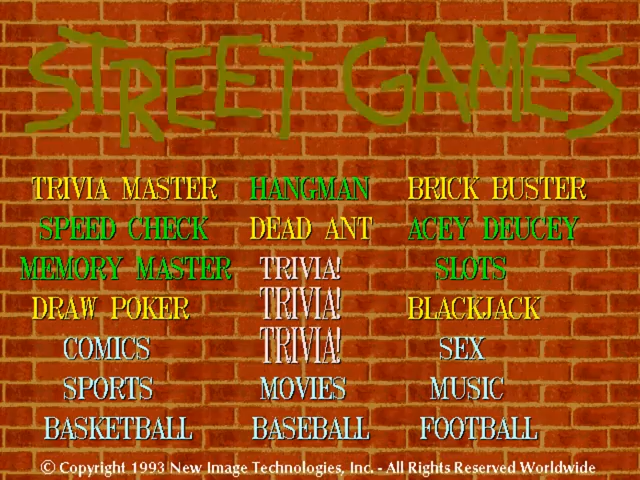 STREET GAMES
TRIVIA MASTER HANGMAN BRICK BUSTER
SPEED CHECK DEAD ANT ACEY DEUCEY
MEMORY MASTER TRIVIA! SLOTS
DRAW POKER TRIVIA! BLACKJACK
COMICS TRIVIA! SEX
SPORTS MOVIES MUSIC
BASKETBALL BASEBALL FOOTBALL
© Copyright 1993 New Image Technologies, Inc. - All Rights Reserved Worldwide